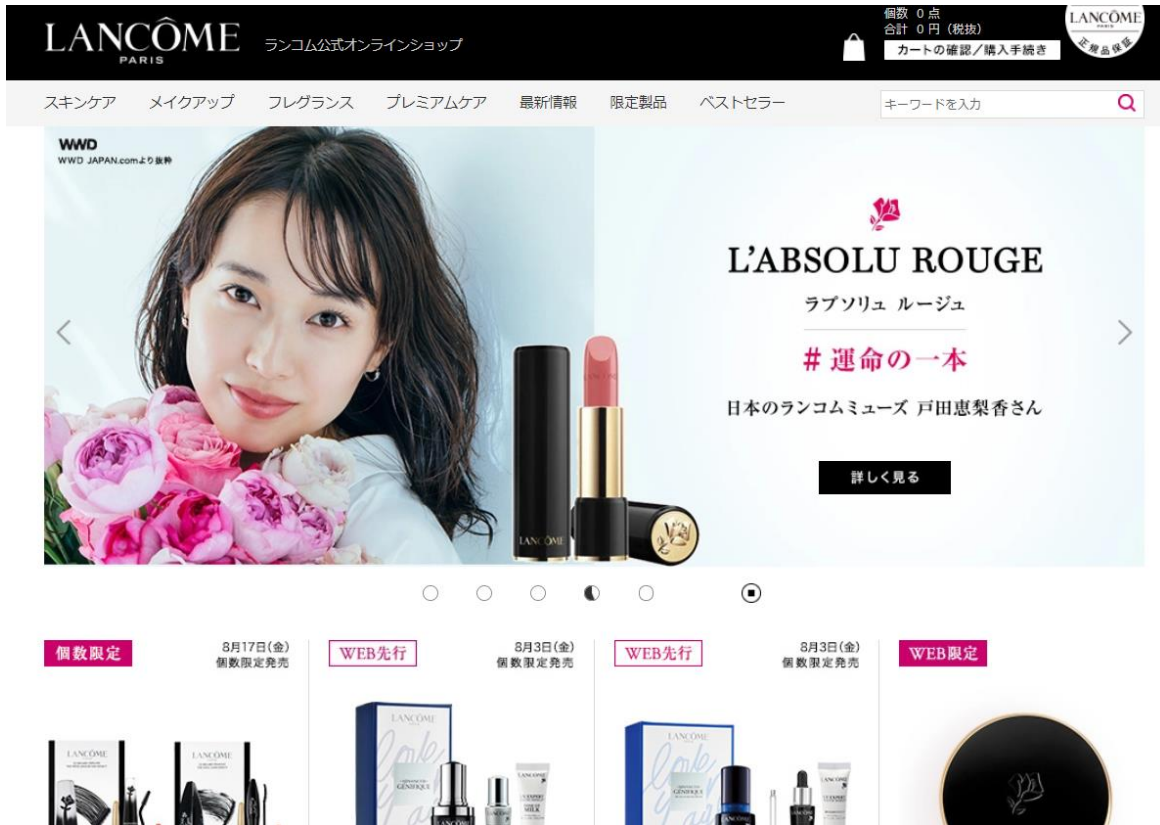 LANCÔME
PARIS
ランコム公式オンラインショップ
個数 0点
合計 0円（税抜）
カートの確認／購入手続き
LANCÔME
PARIS
正規品保証
スキンケア
メイクアップ
フレグランス
プレミアムケア
最新情報
限定製品
ベストセラー
キーワードを入力
WWD
WWD JAPAN.comより抜粋
L'ABSOLU ROUGE
ラプソリュ ルージュ
#運命の一本
日本のランコムミューズ 戸田恵梨香さん
詳しく見る
LANCÔME
個数限定
8月17日(金)
個数限定発売
WEB先行
8月3日(金)
個数限定発売
WEB先行
8月3日(金)
個数限定発売
WEB限定
LANCÔME
LANCÔME
LANCÔME
GÉNIFIQUE
LANCÔME
LANCÔME
GÉNIFIQUE
LANCÔME